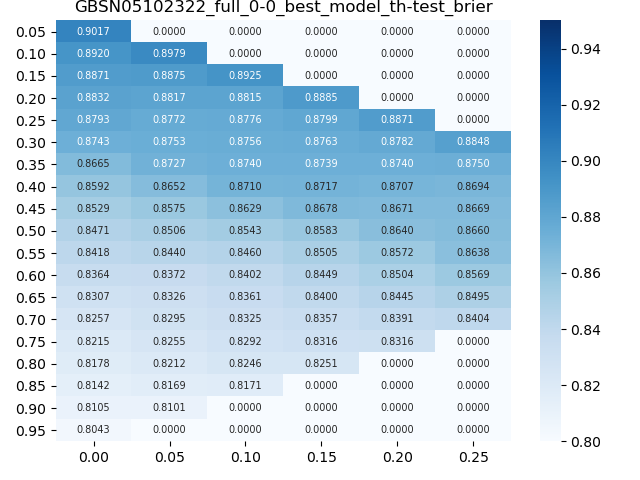 GBSN05102322_full_0-0_best_model_th-test_brier
0.05 0.9017 0.0000 0.0000 0.0000 0.0000 0.0000
0.10 0.8920 0.8979 0.0000 0.0000 0.0000 0.0000
0.15 0.8871 0.8875 0.8925 0.0000 0.0000 0.0000
0.20 0.8832 0.8817 0.8815 0.8885 0.0000 0.0000
0.25 0.8793 0.8772 0.8776 0.8799 0.8871 0.0000
0.30 0.8743 0.8753 0.8756 0.8763 0.8782 0.8848
0.35 0.8665 0.8727 0.8740 0.8739 0.8740 0.8750
0.40 0.8592 0.8652 0.8710 0.8717 0.8707 0.8694
0.45 0.8529 0.8575 0.8629 0.8678 0.8671 0.8669
0.50 0.8471 0.8506 0.8543 0.8583 0.8640 0.8660
0.55 0.8418 0.8440 0.8460 0.8505 0.8572 0.8638
0.60 0.8364 0.8372 0.8402 0.8449 0.8504 0.8569
0.65 0.8307 0.8326 0.8361 0.8400 0.8445 0.8495
0.70 0.8257 0.8295 0.8325 0.8357 0.8391 0.8404
0.75 0.8215 0.8255 0.8292 0.8316 0.8316 0.0000
0.80 0.8178 0.8212 0.8246 0.8251 0.0000 0.0000
0.85 0.8142 0.8169 0.8171 0.0000 0.0000 0.0000
0.90 0.8105 0.8101 0.0000 0.0000 0.0000 0.0000
0.95 0.8043 0.0000 0.0000 0.0000 0.0000 0.0000
0.00 0.05 0.10 0.15 0.20 0.25
0.94
0.92
0.90
0.88
0.86
0.84
0.82
0.80